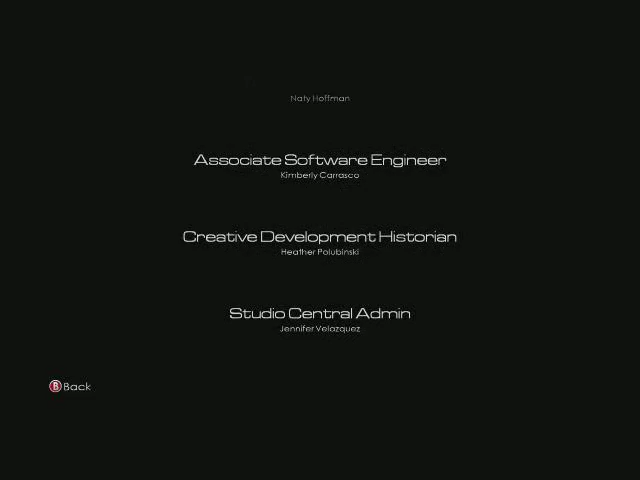 Naty Hoffman
Associate Software Engineer
Kimberly Carrasco
Creative Development Historian
Heather Polubinski
Studio Central Admin
Jennifer Velazquez
B Back